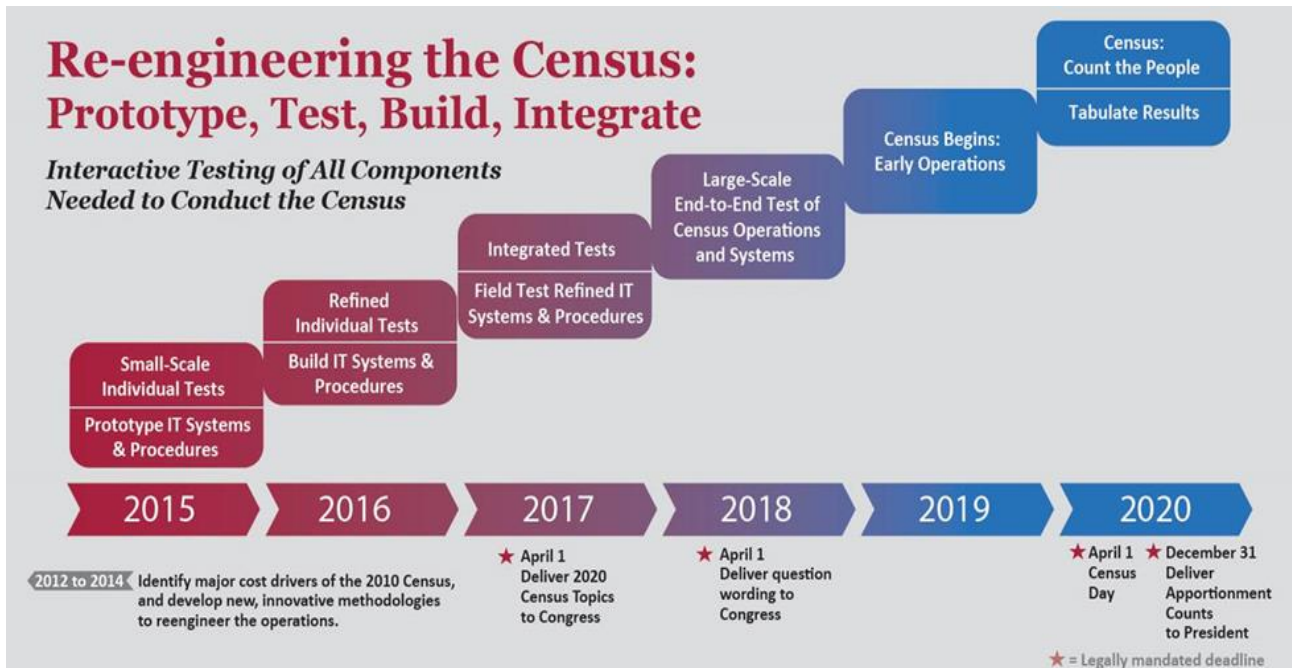 Re-engineering the Census:
Prototype, Test, Build, Integrate
Interactive Testing of All Components
Needed to Conduct the Census
Small-Scale
Individual Tests
Prototype IT Systems
& Procedures
Refined
Individual Tests
Build IT Systems &
Procedures
Integrated Tests
Field Test Refined IT
Systems & Procedures
Large-Scale
End-to-End Test of
Census Operations
and Systems
Census Begins:
Early Operations
Census:
Count the People
Tabulate Results
2015
2016
2017
2018
2019
2020
2012 to 2014
Identify major cost drivers of the 2010 Census,
and develop new, innovative methodologies
to reengineer the operations.
★ April 1
Deliver 2020
Census Topics
to Congress
★ April 1
Deliver question
wording to
Congress
★ April 1
Census
Day
★ December 31
Deliver
Apportionment
Counts
to President
★ = Legally mandated deadline